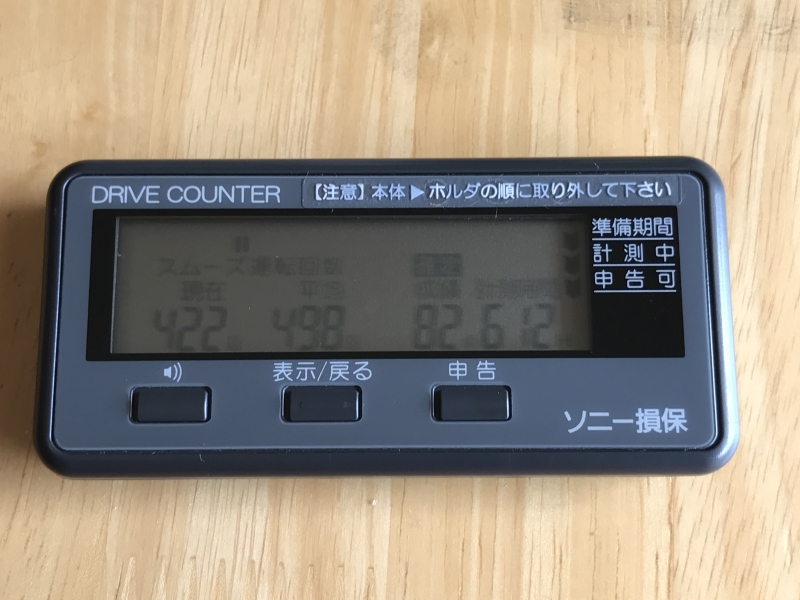 DRIVE COUNTER
【注意】本体▶ホルダの順に取り外して下さい
準備期間
計測中
申告可
スムーズ運転回数
現在 平均
422 498 82 612
表示/戻る 申告
ソニー損保